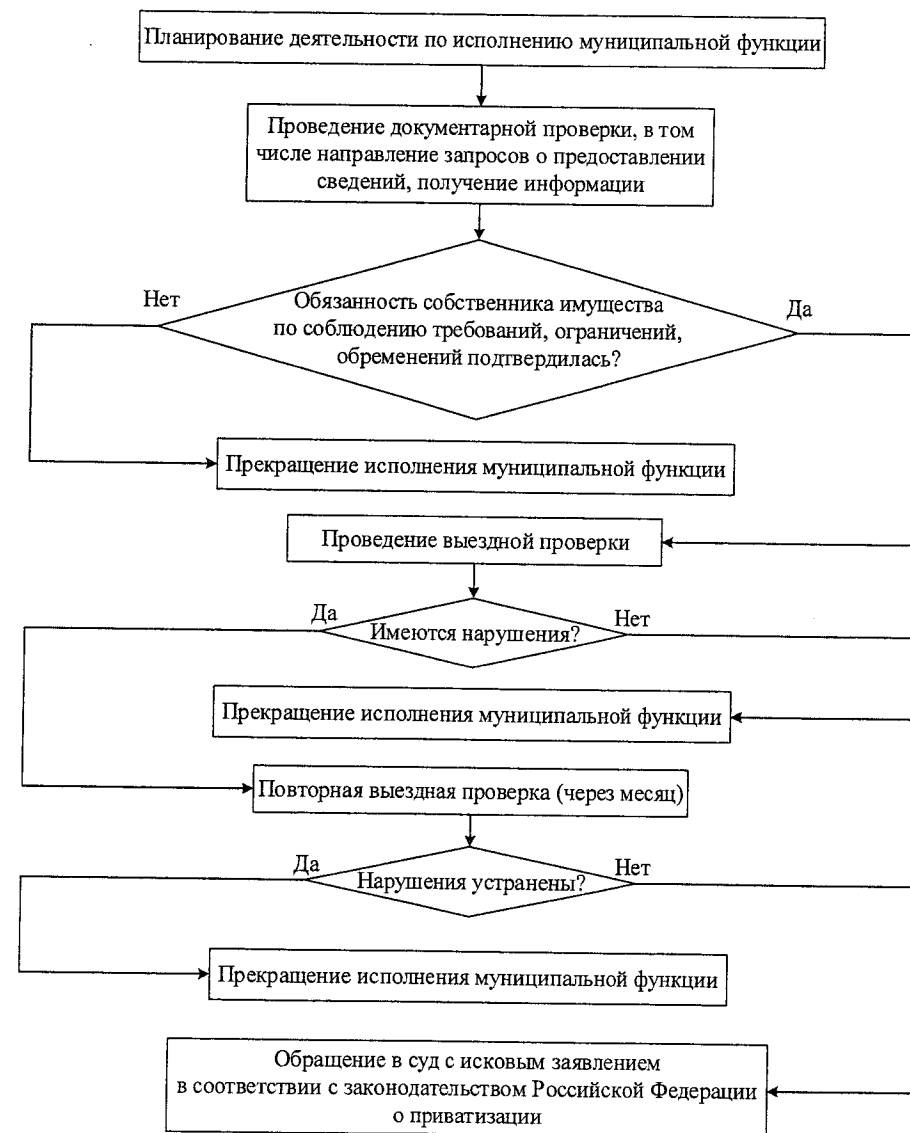 Планирование деятельности по исполнению муниципальной функции
Проведение документарной проверки, в том
числе направление запросов о предоставлении
сведений, получение информации
Нет
Да
Обязанность собственника имущества
по соблюдению требований, ограничений,
обременений подтвердилась?
Прекращение исполнения муниципальной функции
Проведение выездной проверки
Да
Нет
Имеются нарушения?
Прекращение исполнения муниципальной функции
Повторная выездная проверка (через месяц)
Да
Нет
Нарушения устранены?
Прекращение исполнения муниципальной функции
Обращение в суд с исковым заявлением
в соответствии с законодательством Российской Федерации
о приватизации